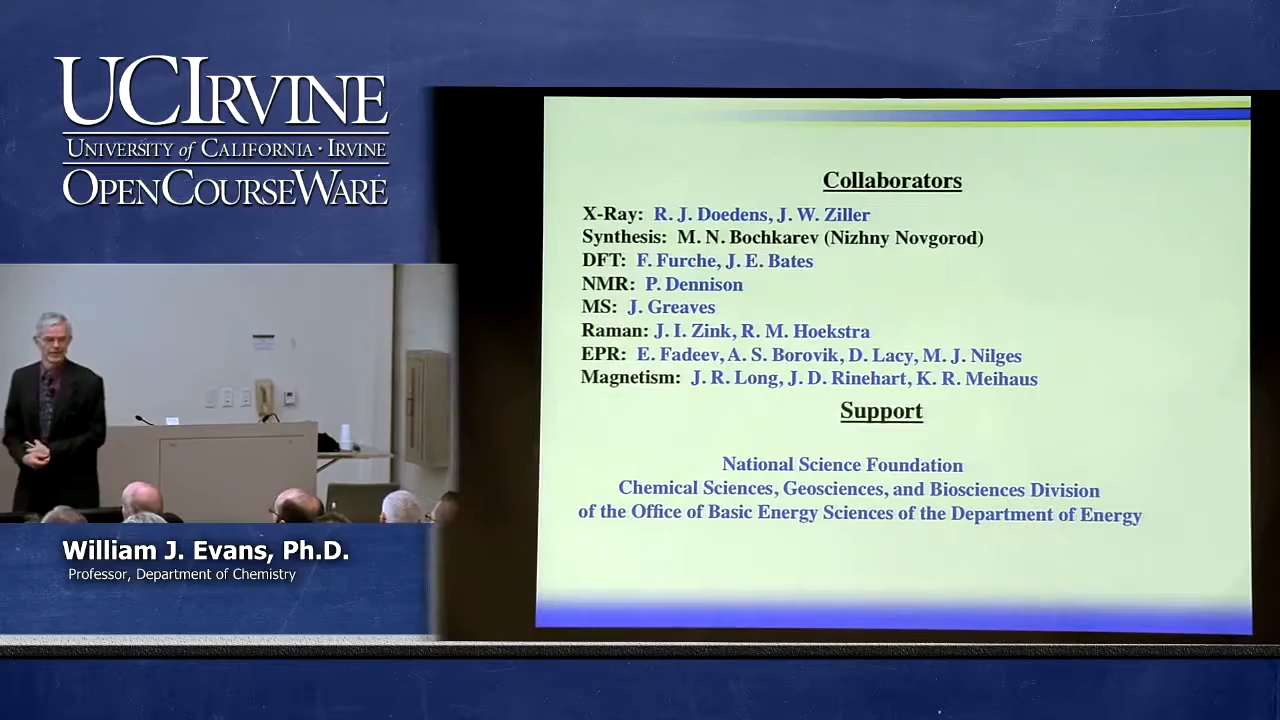 UCIRVINE
UNIVERSITY of CALIFORNIA · IRVINE
OPENCOURSEWARE
William J. Evans, Ph.D.
Professor, Department of Chemistry
Collaborators
X-Ray: R. J. Doedens, J. W. Ziller
Synthesis: M. N. Bochkarev (Nizhny Novgorod)
DFT: F. Furche, J. E. Bates
NMR: P. Dennison
MS: J. Greaves
Raman: J. I. Zink, R. M. Hoekstra
EPR: E. Fadeev, A. S. Borovik, D. Lacy, M. J. Nilges
Magnetism: J. R. Long, J. D. Rinehart, K. R. Meihaus
Support
National Science Foundation
Chemical Sciences, Geosciences, and Biosciences Division
of the Office of Basic Energy Sciences of the Department of Energy